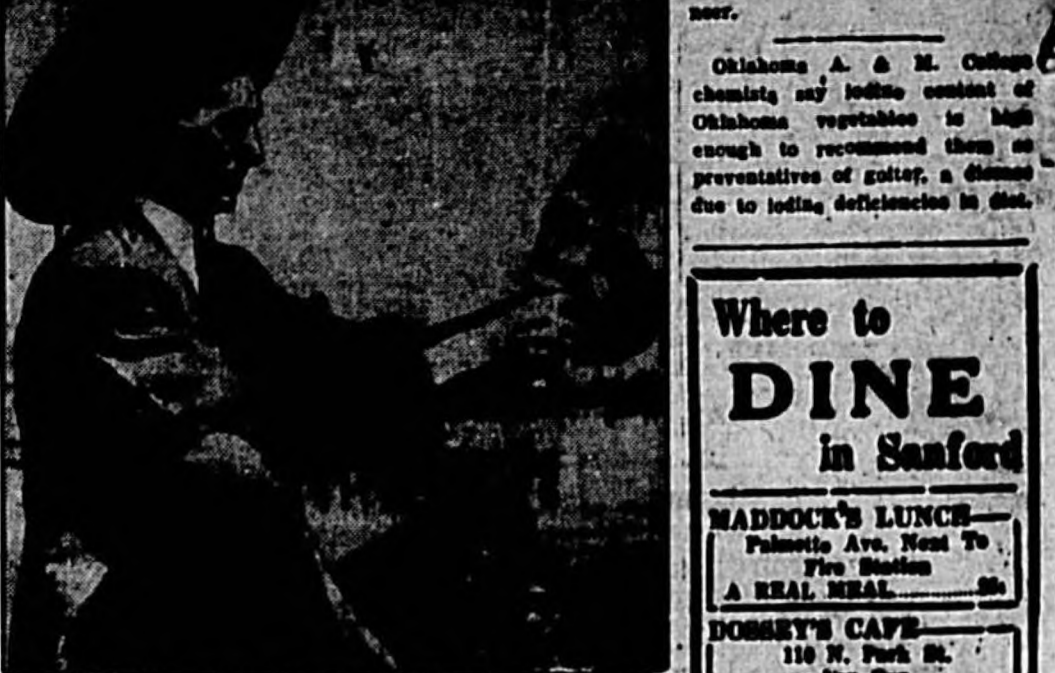 neer.
Oklahoma A. & M. College
chemists say iodine content of
Oklahoma vegetables is high
enough to recommend them as
preventatives of goiter, a disease
due to iodine deficiencies in diet.
Where to
DINE
in Sanford
MADDOCK'S LUNCH
Palmetto Ave. Next To
Fire Station
A REAL MEAL
DOSSEY'S CAFE
110 N. Park St.